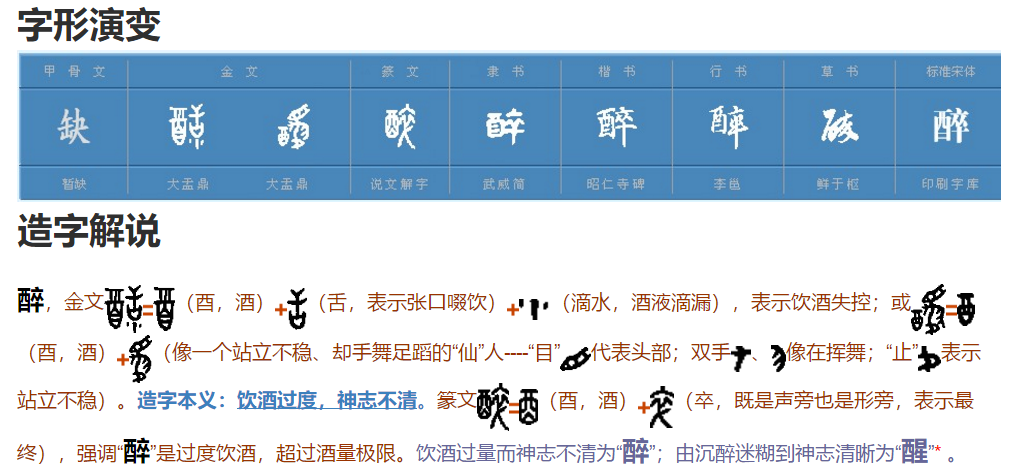 字形演变
甲骨文 金文 篆文 隶书 楷书 行书 草书 标准宋体
缺 醉 醉 醉 醉 醉
暂缺 大盂鼎 大盂鼎 说文解字 武威简 昭仁寺碑 李邕 鲜于枢 印刷字库
造字解说
醉，金文=（酉，酒）+（舌，表示张口啜饮）+（滴水，酒液滴漏），表示饮酒失控；或=
（酉，酒）+（像一个站立不稳、却手舞足蹈的“仙”人----“目”代表头部；双手、像在挥舞；“止”表示
站立不稳）。造字本义：饮酒过度，神志不清。篆文=（酉，酒）+（卒，既是声旁也是形旁，表示最
终），强调“醉”是过度饮酒，超过酒量极限。饮酒过量而神志不清为“醉”；由沉醉迷糊到神志清晰为“醒”* 。